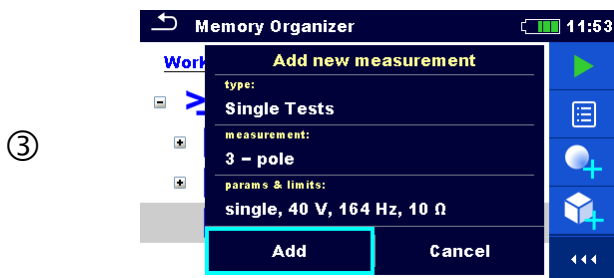 Memory Organizer 11:53
Work
Add new measurement
type:
Single Tests
measurement:
3 – pole
params & limits:
single, 40 V, 164 Hz, 10 Ω
Add Cancel
③